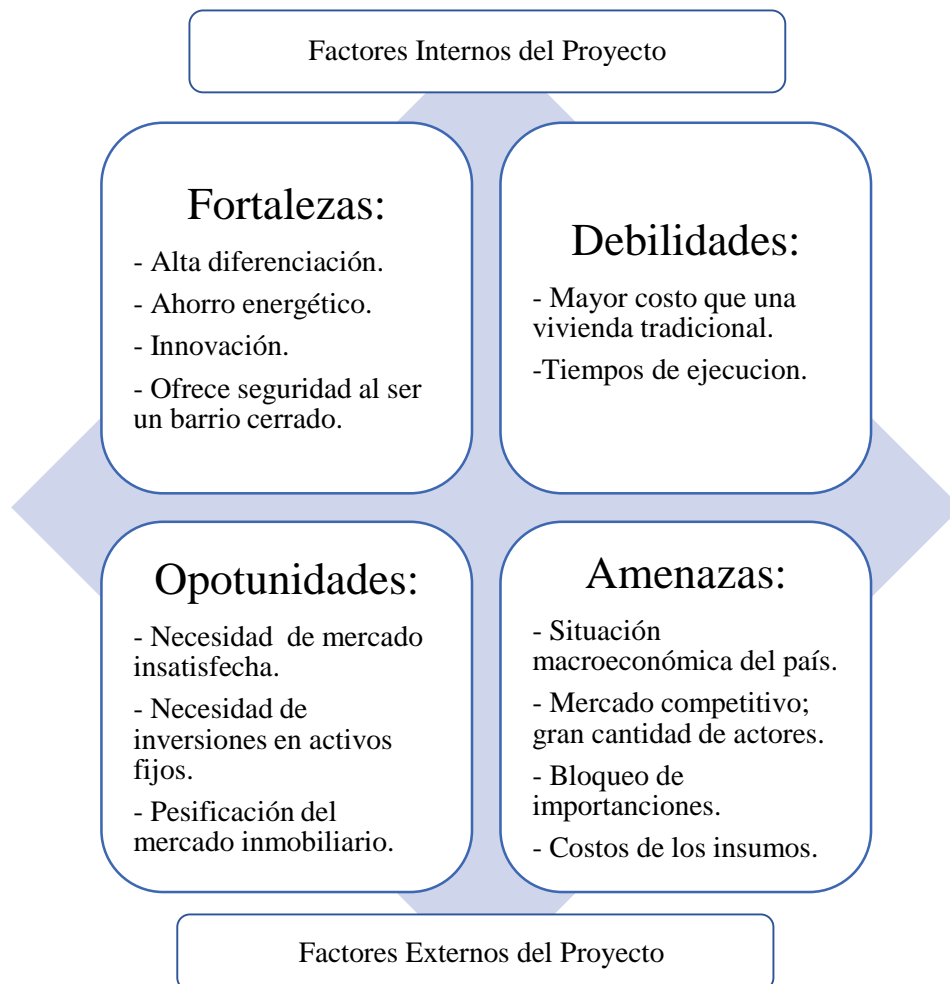 Factores Internos del Proyecto
Fortalezas:
- Alta diferenciación.
- Ahorro energético.
- Innovación.
- Ofrece seguridad al ser
un barrio cerrado.
Debilidades:
- Mayor costo que una
vivienda tradicional.
-Tiempos de ejecucion.
Opotunidades:
- Necesidad  de mercado
insatisfecha.
- Necesidad de
inversiones en activos
fijos.
- Pesificación del
mercado inmobiliario.
Amenazas:
- Situación
macroeconómica del país.
- Mercado competitivo;
gran cantidad de actores.
- Bloqueo de
importanciones.
- Costos de los insumos.
Factores Externos del Proyecto